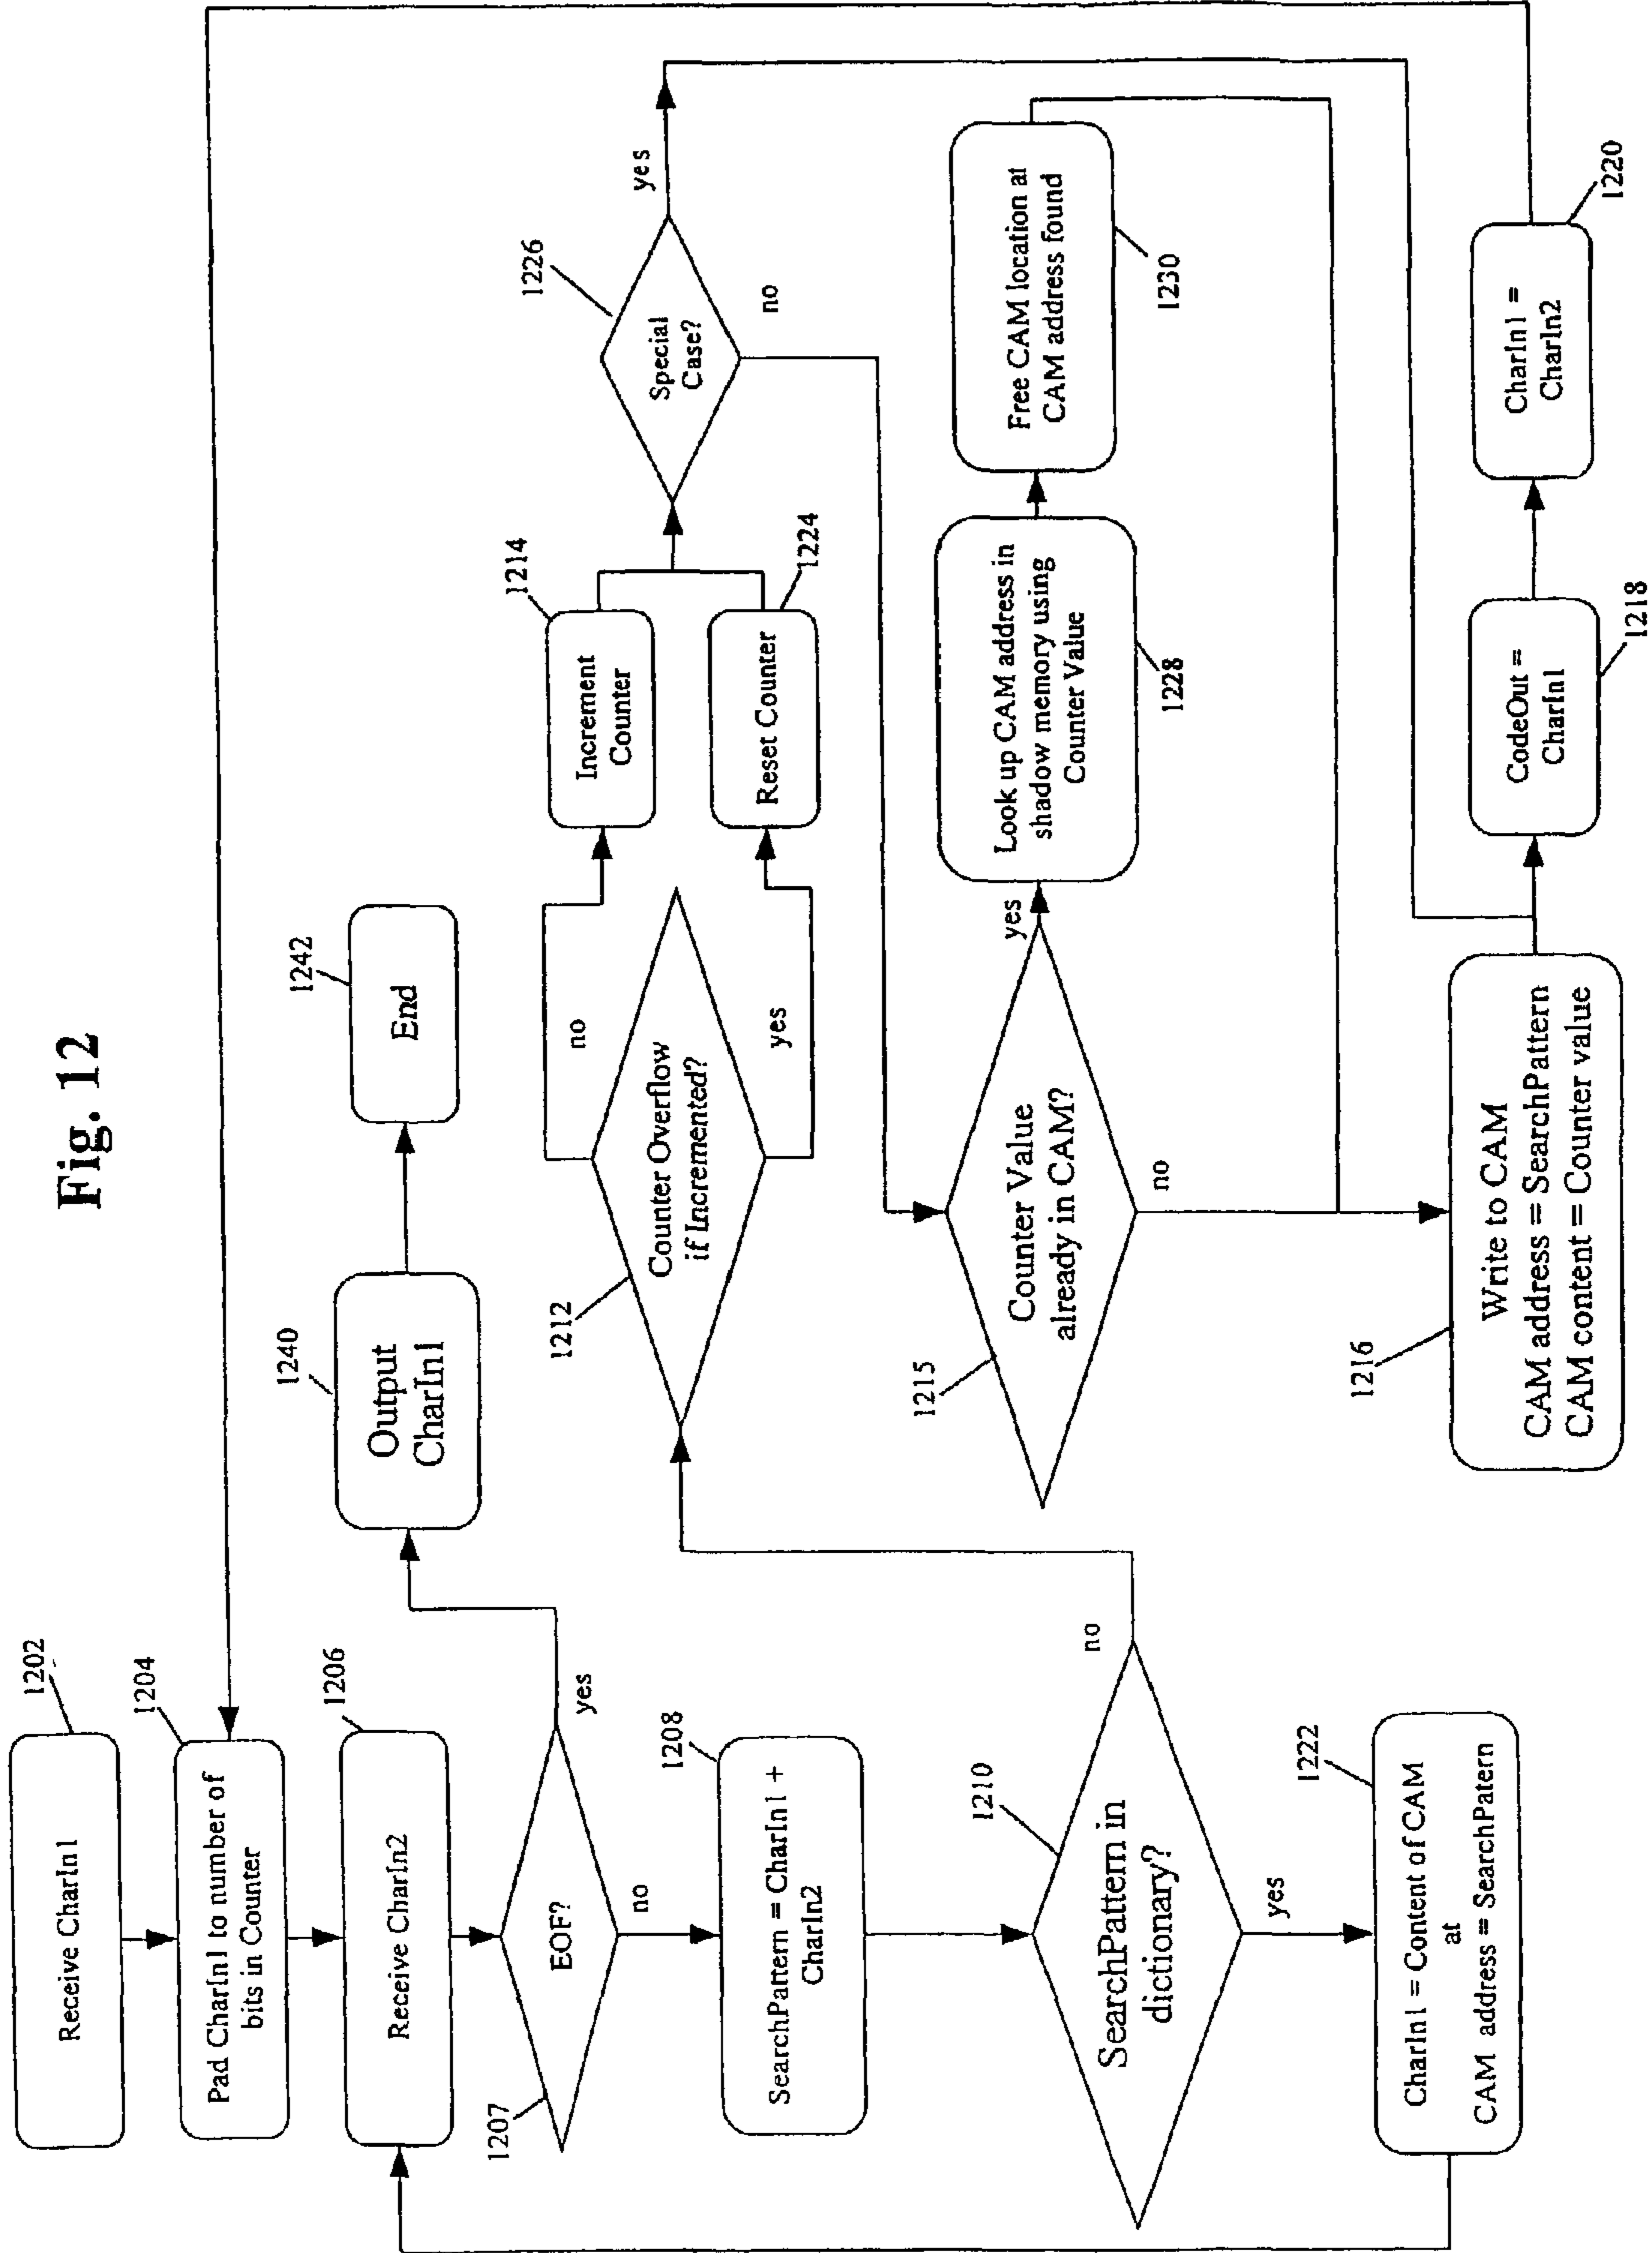 Fig. 12
1202
Receive CharIn1
1204
Pad CharIn1 to number of
bits in Counter
1206
Receive CharIn2
1207
EOF?
yes
no
1240
Output
CharIn1
1242
End
1208
SearchPattern = CharIn1 +
CharIn2
1210
SearchPattern in
dictionary?
no
yes
1222
CharIn1 = Content of CAM
at
CAM address = SearchPatern
1212
Counter Overflow
if Incremented?
no
yes
1214
Increment
Counter
1224
Reset Counter
1226
Special
Case?
yes
no
1215
Counter Value
already in CAM?
yes
no
1228
Look up CAM address in
shadow memory using
Counter Value
1230
Free CAM location at
CAM address found
1216
Write to CAM
CAM address = SearchPattern
CAM content = Counter value
1218
CodeOut =
CharIn1
1220
CharIn1 =
CharIn2